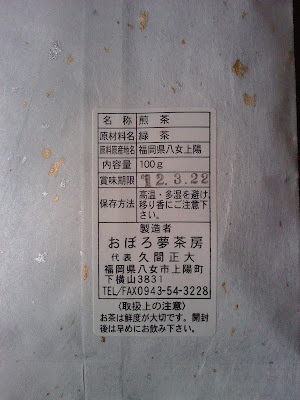 名称 煎茶
原材料名 緑茶
原料原産地名 福岡県八女上陽
内容量 100g
賞味期限 '12.3.22
保存方法 高温・多湿を避け、
移り香にご注意下
さい。
製造者
おぼろ夢茶房
代表 久間正大
福岡県八女市上陽町
下横山3831
TEL/FAX0943-54-3228
〈取扱上の注意〉
お茶は鮮度が大切です。開封
後は早めにお飲み下さい。